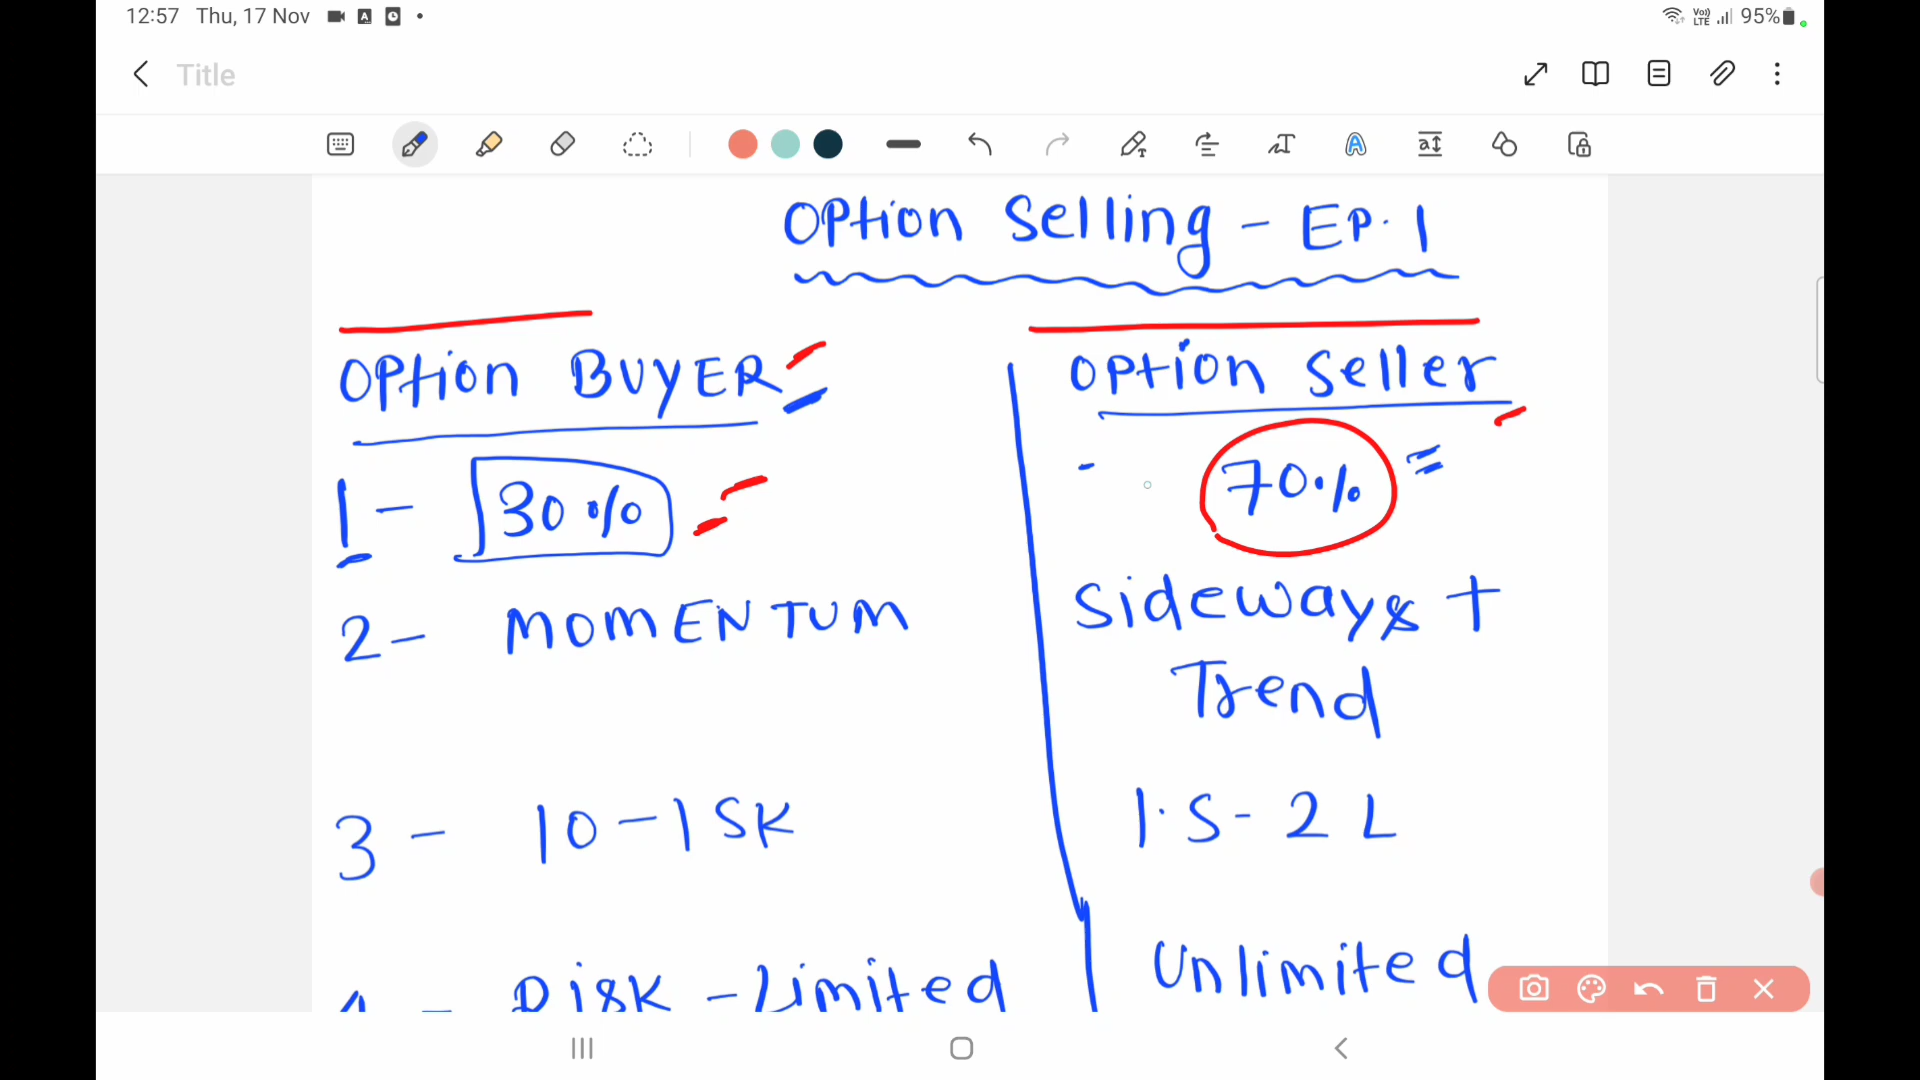 12:57 Thu, 17 Nov
95%
Title
Option Selling - EP. 1
Option BUYER
Option Seller
1 - 30%
70%
2 - MOMENTUM
Sideways +
Trend
3 - 10-15K
1.5-2 L
Risk - Limited
Unlimited